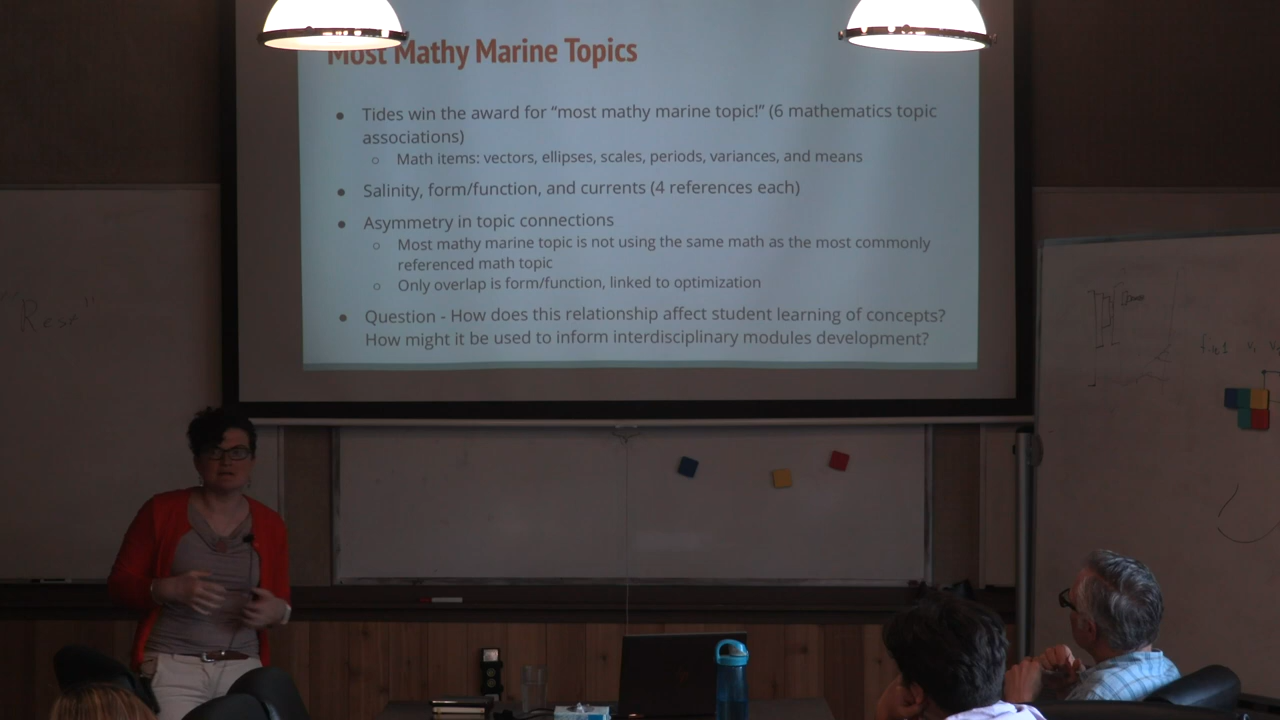 Most Mathy Marine Topics
● Tides win the award for “most mathy marine topic!” (6 mathematics topic
associations)
○ Math items: vectors, ellipses, scales, periods, variances, and means
● Salinity, form/function, and currents (4 references each)
● Asymmetry in topic connections
○ Most mathy marine topic is not using the same math as the most commonly
referenced math topic
○ Only overlap is form/function, linked to optimization
● Question - How does this relationship affect student learning of concepts?
How might it be used to inform interdisciplinary modules development?
"Rest"